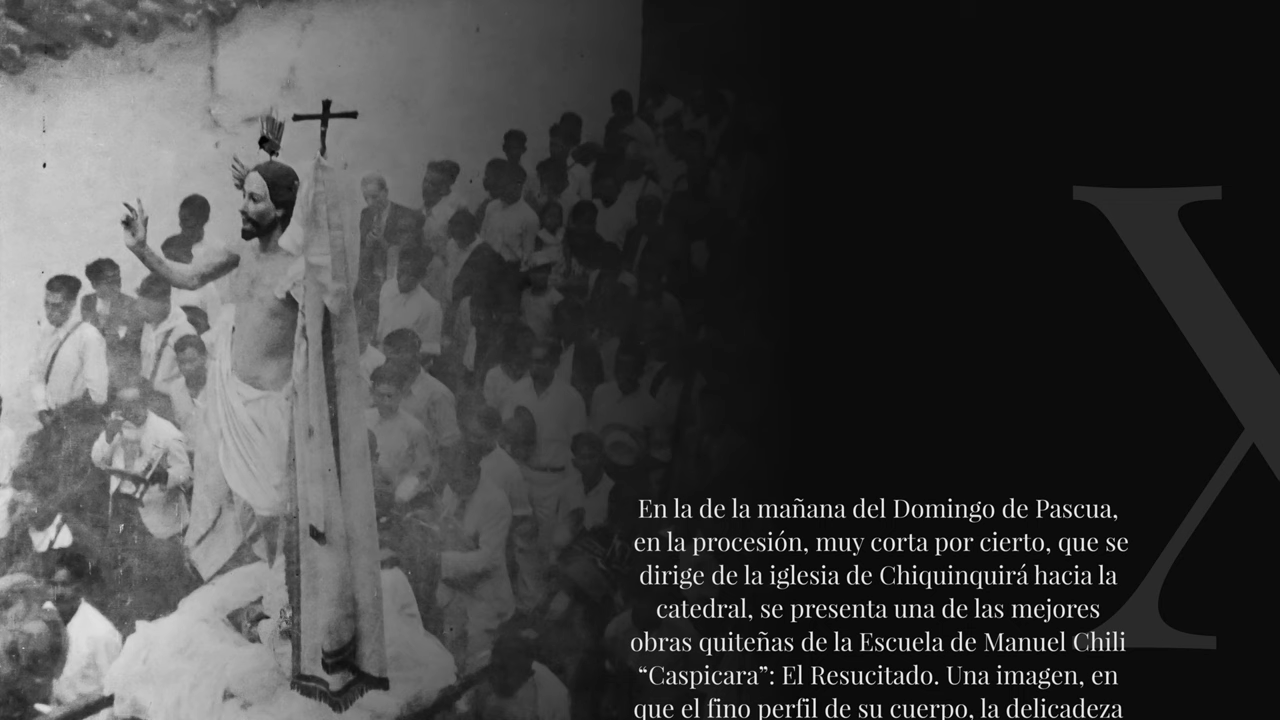 X
En la de la mañana del Domingo de Pascua,
en la procesión, muy corta por cierto, que se
dirige de la iglesia de Chiquinquirá hacia la
catedral, se presenta una de las mejores
obras quiteñas de la Escuela de Manuel Chili
“Caspicara”: El Resucitado. Una imagen, en
que el fino perfil de su cuerpo, la delicadeza